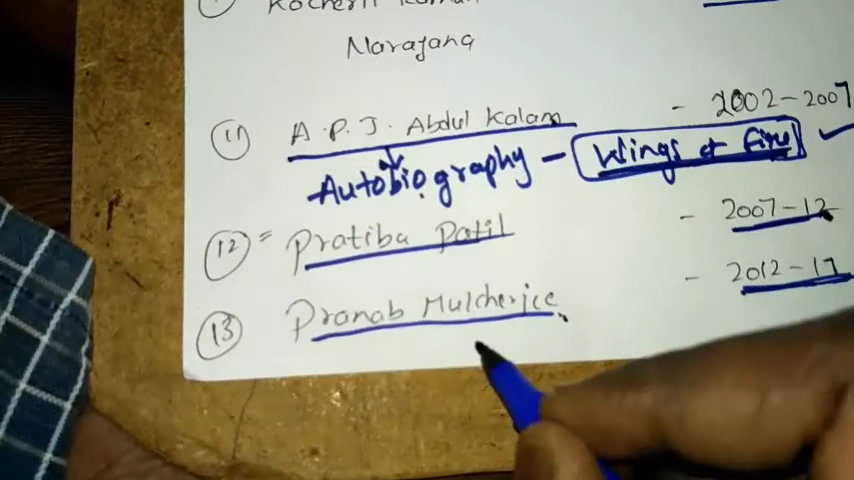 Narayana
11 A.P.J. Abdul Kalam - 2002-2007
Autobiography - Wings of Fire
12 = Pratiba Patil - 2007-12
13 Pranab Mulcherjee - 2012-17